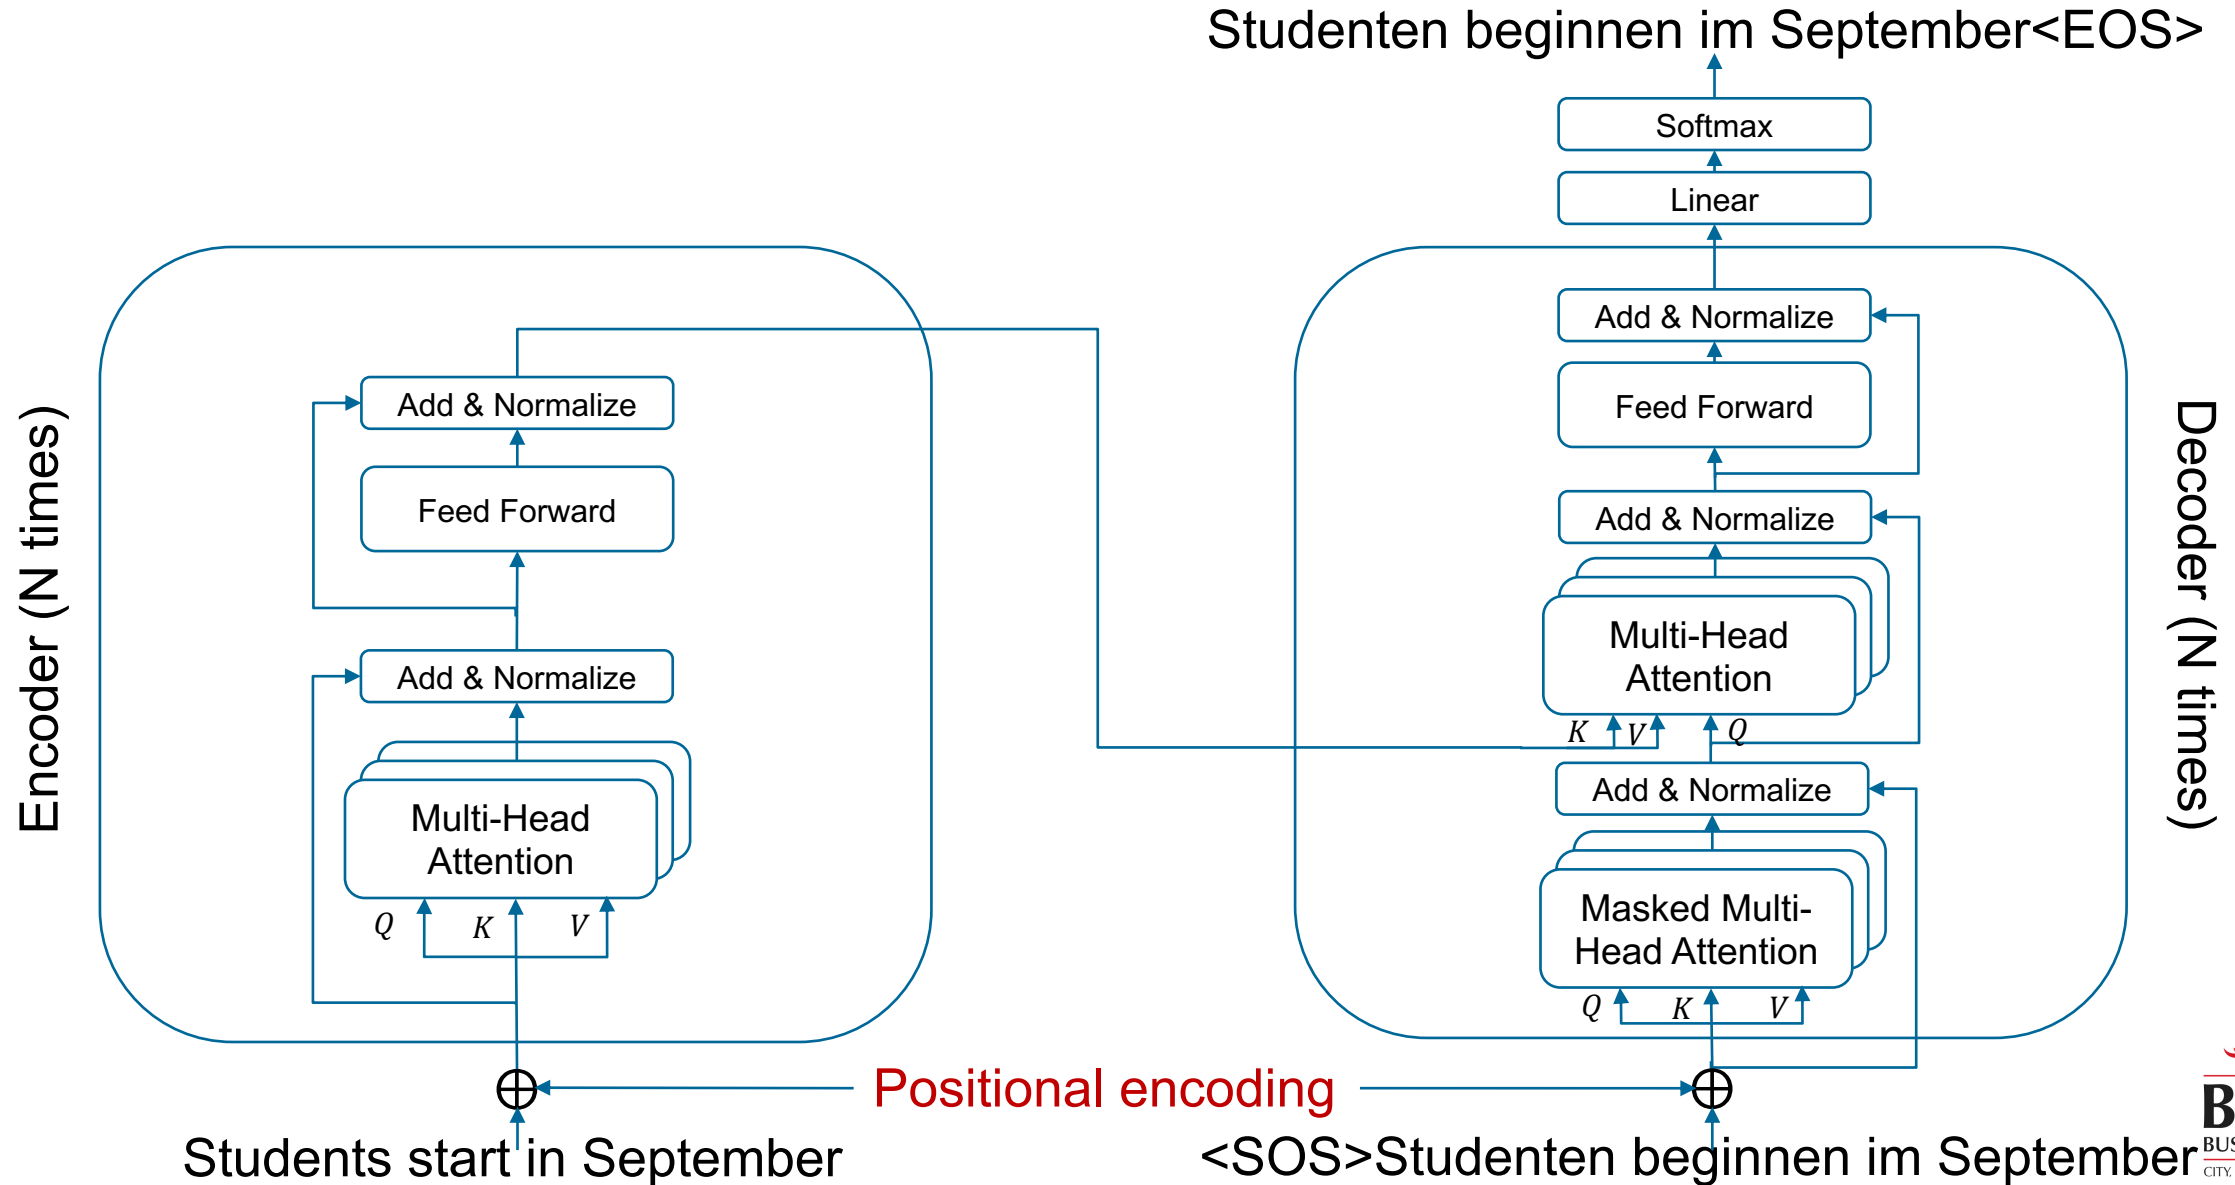 Studenten beginnen im September<EOS>
Softmax
Linear
Add & Normalize
Feed Forward
Add & Normalize
Multi-Head
Attention
K V Q
Add & Normalize
Masked Multi-
Head Attention
Q K V
Decoder (N times)
Encoder (N times)
Add & Normalize
Feed Forward
Add & Normalize
Multi-Head
Attention
Q K V
Positional encoding
Students start in September
<SOS>Studenten beginnen im September